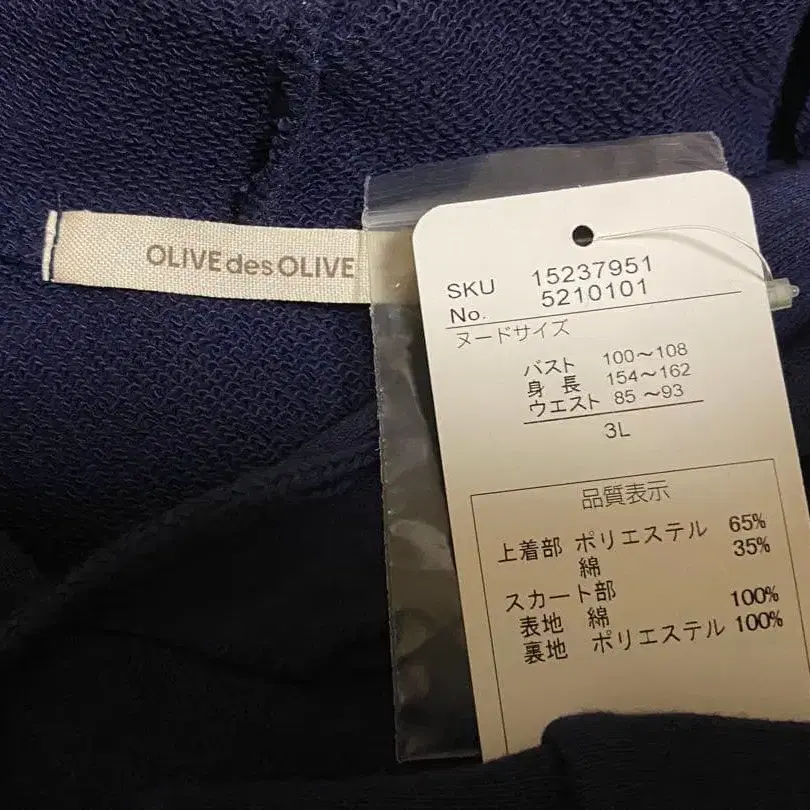 OLIVE des OLIVE
SKU 15237951
No. 5210101
ヌードサイズ
バスト 100～108
身長 154～162
ウエスト 85～93
3L
品質表示
上着部 ポリエステル 65%
綿 35%
スカート部
表地 綿 100%
裏地 ポリエステル 100%